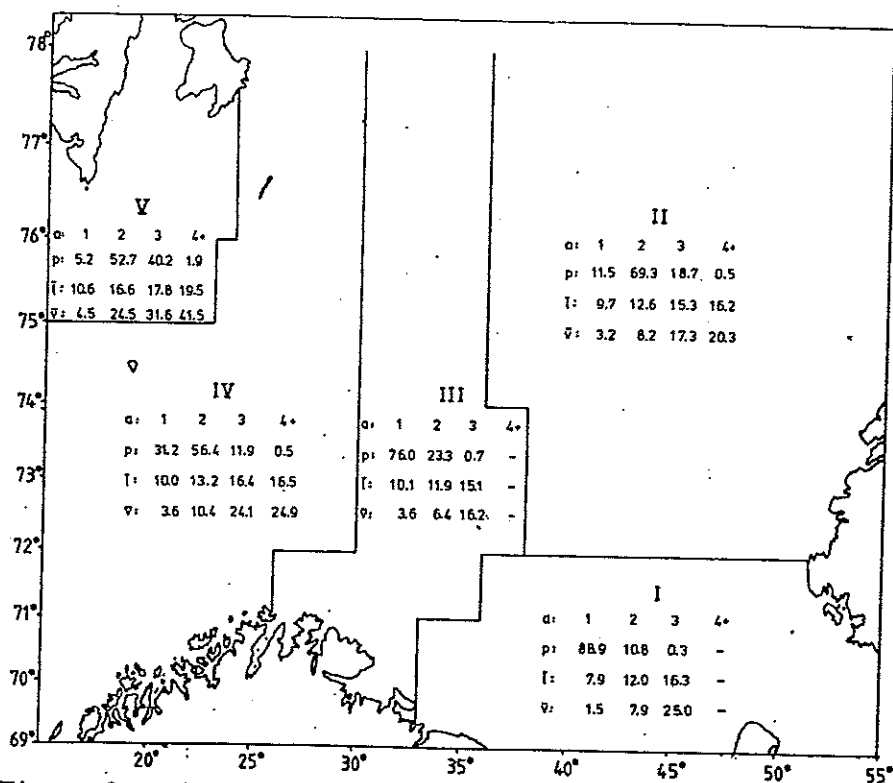 78°
77°
76°
75°
74°
73°
72°
71°
70°
69°
20°
25°
30°
35°
40°
45°
50°
55°
V
a: 1 2 3 4+
p: 5.2 52.7 40.2 1.9
l̄: 10.6 16.6 17.8 19.5
v̄: 4.5 24.5 31.6 41.5
II
a: 1 2 3 4+
p: 11.5 69.3 18.7 0.5
l̄: 9.7 12.6 15.3 16.2
v̄: 3.2 8.2 17.3 20.3
IV
a: 1 2 3 4+
p: 31.2 56.4 11.9 0.5
l̄: 10.0 13.2 16.4 16.5
v̄: 3.6 10.4 24.1 24.9
III
a: 1 2 3 4+
p: 76.0 23.3 0.7 -
l̄: 10.1 11.9 15.1 -
v̄: 3.6 6.4 16.2 -
I
a: 1 2 3 4+
p: 88.9 10.8 0.3 -
l̄: 7.9 12.0 16.3 -
v̄: 1.5 7.9 25.0 -